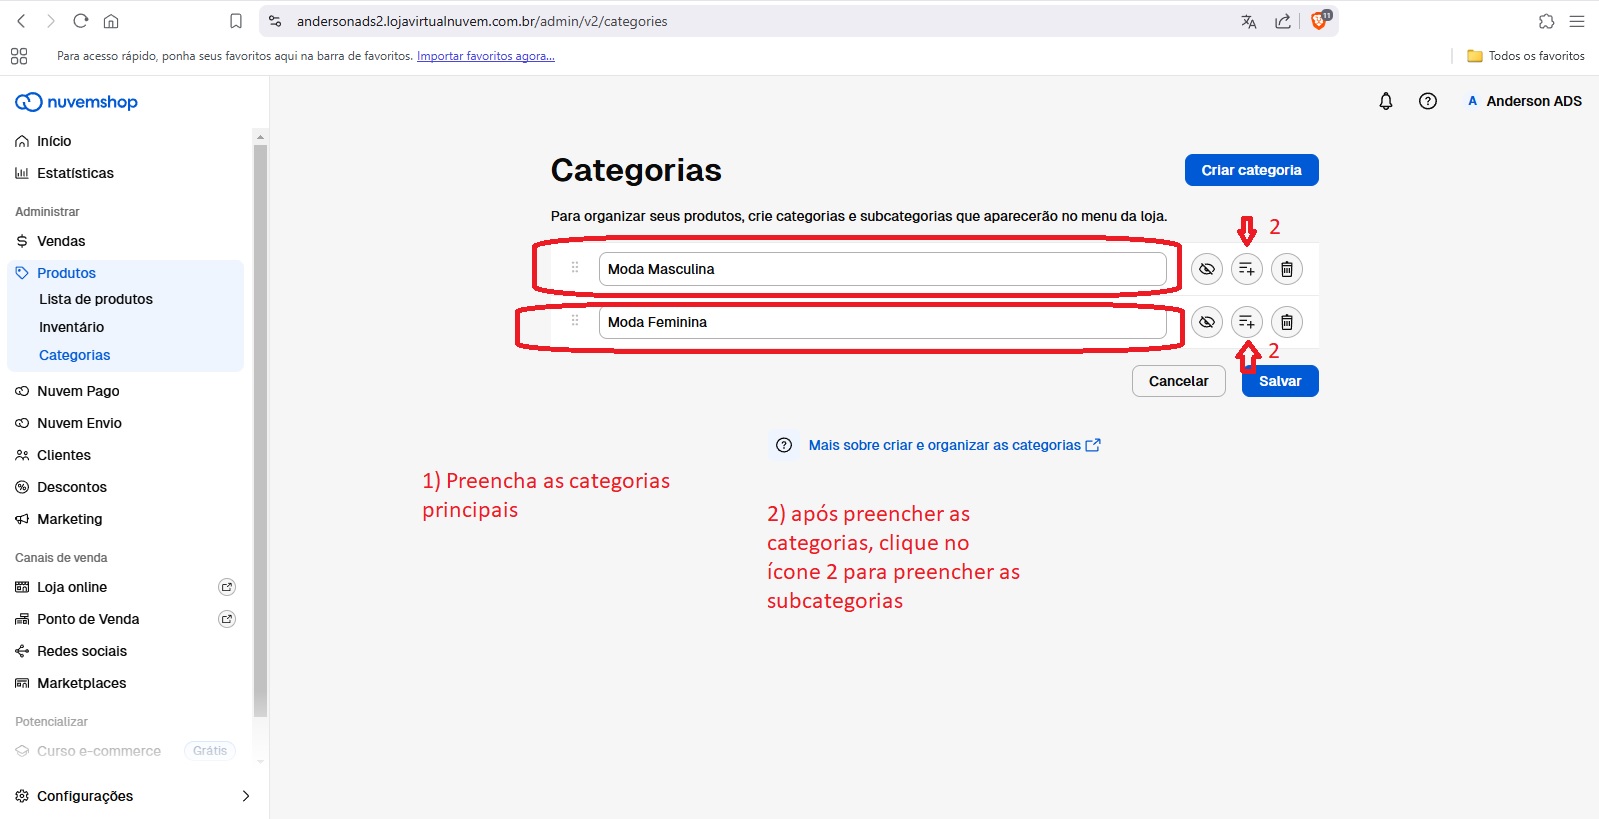 andersonads2.lojavirtualnuvem.com.br/admin/v2/categories
11
Para acesso rápido, ponha seus favoritos aqui na barra de favoritos. Importar favoritos agora...
Todos os favoritos
nuvemshop
A Anderson ADS
Início
Estatísticas
Administrar
Vendas
Produtos
Lista de produtos
Inventário
Categorias
Nuvem Pago
Nuvem Envio
Clientes
Descontos
Marketing
Canais de venda
Loja online
Ponto de Venda
Redes sociais
Marketplaces
Potencializar
Curso e-commerce Grátis
Configurações
Categorias
Criar categoria
Para organizar seus produtos, crie categorias e subcategorias que aparecerão no menu da loja.
2
Moda Masculina
Moda Feminina
2
Cancelar
Salvar
Mais sobre criar e organizar as categorias
1) Preencha as categorias
principais
2) após preencher as
categorias, clique no
ícone 2 para preencher as
subcategorias